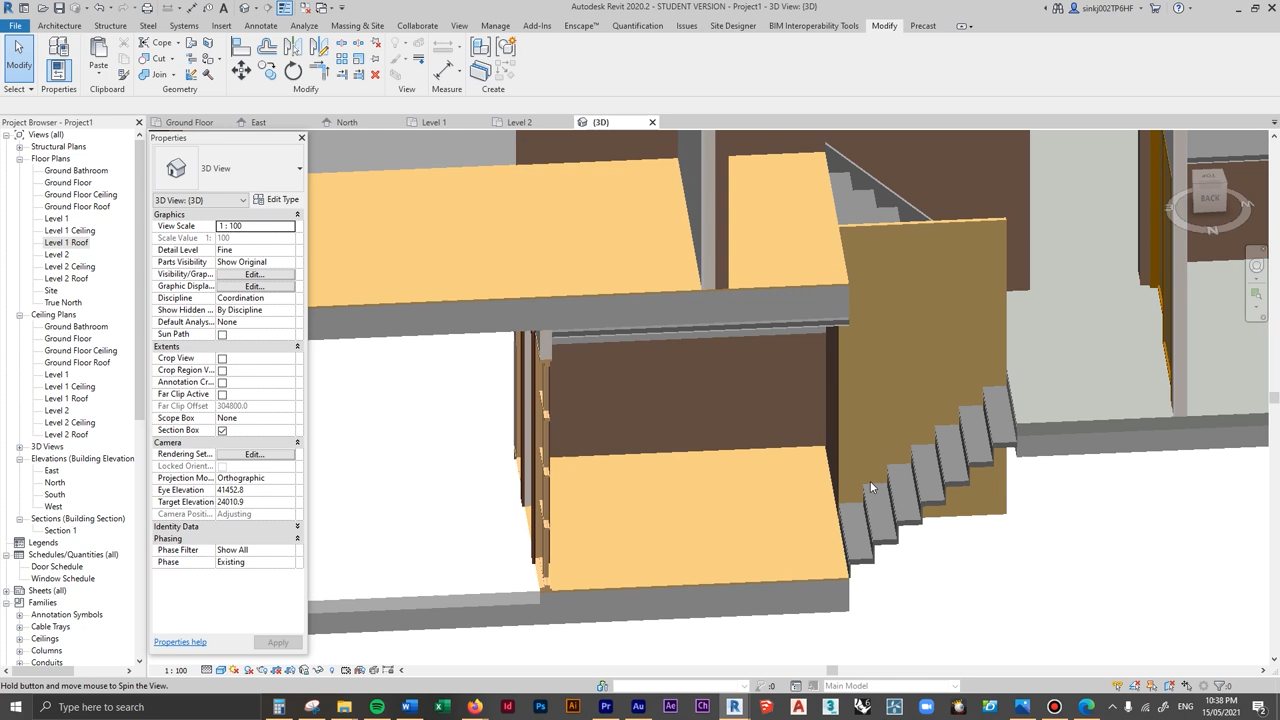 Autodesk Revit 2020.2 - STUDENT VERSION - Project1 - 3D View: {3D}
sinkj002TP6HF
File Architecture Structure Steel Systems Insert Annotate Analyze Massing & Site Collaborate View Manage Add-Ins Enscape™ Quantification Issues Site Designer BIM Interoperability Tools Modify Precast
Modify Properties Paste Cope Cut Join
Select Properties Clipboard Geometry Modify View Measure Create
Project Browser - Project1
Ground Floor East North Level 1 Level 2 {3D}
Views (all)
Structural Plans
Floor Plans
Ground Bathroom
Ground Floor
Ground Floor Ceiling
Ground Floor Roof
Level 1
Level 1 Ceiling
Level 1 Roof
Level 2
Level 2 Ceiling
Level 2 Roof
Site
True North
Ceiling Plans
Ground Bathroom
Ground Floor
Ground Floor Ceiling
Ground Floor Roof
Level 1
Level 1 Ceiling
Level 1 Roof
Level 2
Level 2 Ceiling
Level 2 Roof
3D Views
Elevations (Building Elevation
East
North
South
West
Sections (Building Section)
Section 1
Legends
Schedules/Quantities (all)
Door Schedule
Window Schedule
Sheets (all)
Families
Annotation Symbols
Cable Trays
Ceilings
Columns
Conduits
Properties
3D View
3D View: {3D} Edit Type
Graphics
View Scale 1 : 100
Scale Value 1: 100
Detail Level Fine
Parts Visibility Show Original
Visibility/Grap... Edit...
Graphic Displa... Edit...
Discipline Coordination
Show Hidden ... By Discipline
Default Analys... None
Sun Path
Extents
Crop View
Crop Region V...
Annotation Cr...
Far Clip Active
Far Clip Offset 304800.0
Scope Box None
Section Box
Camera
Rendering Set... Edit...
Locked Orient...
Projection Mo... Orthographic
Eye Elevation 41452.8
Target Elevation 24010.9
Camera Positi... Adjusting
Identity Data
Phasing
Phase Filter Show All
Phase Existing
Properties help Apply
BACK
1 : 100
Hold button and move mouse to Spin the View.
:0 Main Model :0
Type here to search
ENG
10:38 PM
15/05/2021